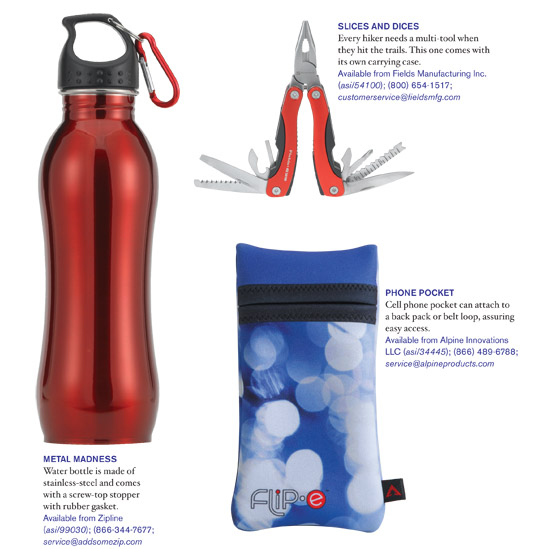 SLICES AND DICES
Every hiker needs a multi-tool when
they hit the trails. This one comes with
its own carrying case.
Available from Fields Manufacturing Inc.
(asi/54100); (800) 654-1517;
customerservice@fieldsmfg.com
PHONE POCKET
Cell phone pocket can attach to
a back pack or belt loop, assuring
easy access.
Available from Alpine Innovations
LLC (asi/34445); (866) 489-6788;
service@alpineproducts.com
FLiP·e
METAL MADNESS
Water bottle is made of
stainless-steel and comes
with a screw-top stopper
with rubber gasket.
Available from Zipline
(asi/99030); (866-344-7677;
service@addsomezip.com